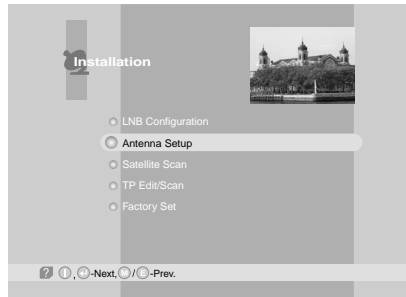 Installation
LNB Configuration
Antenna Setup
Satellite Scan
TP Edit/Scan
Factory Set
? I , -Next, M / E -Prev.